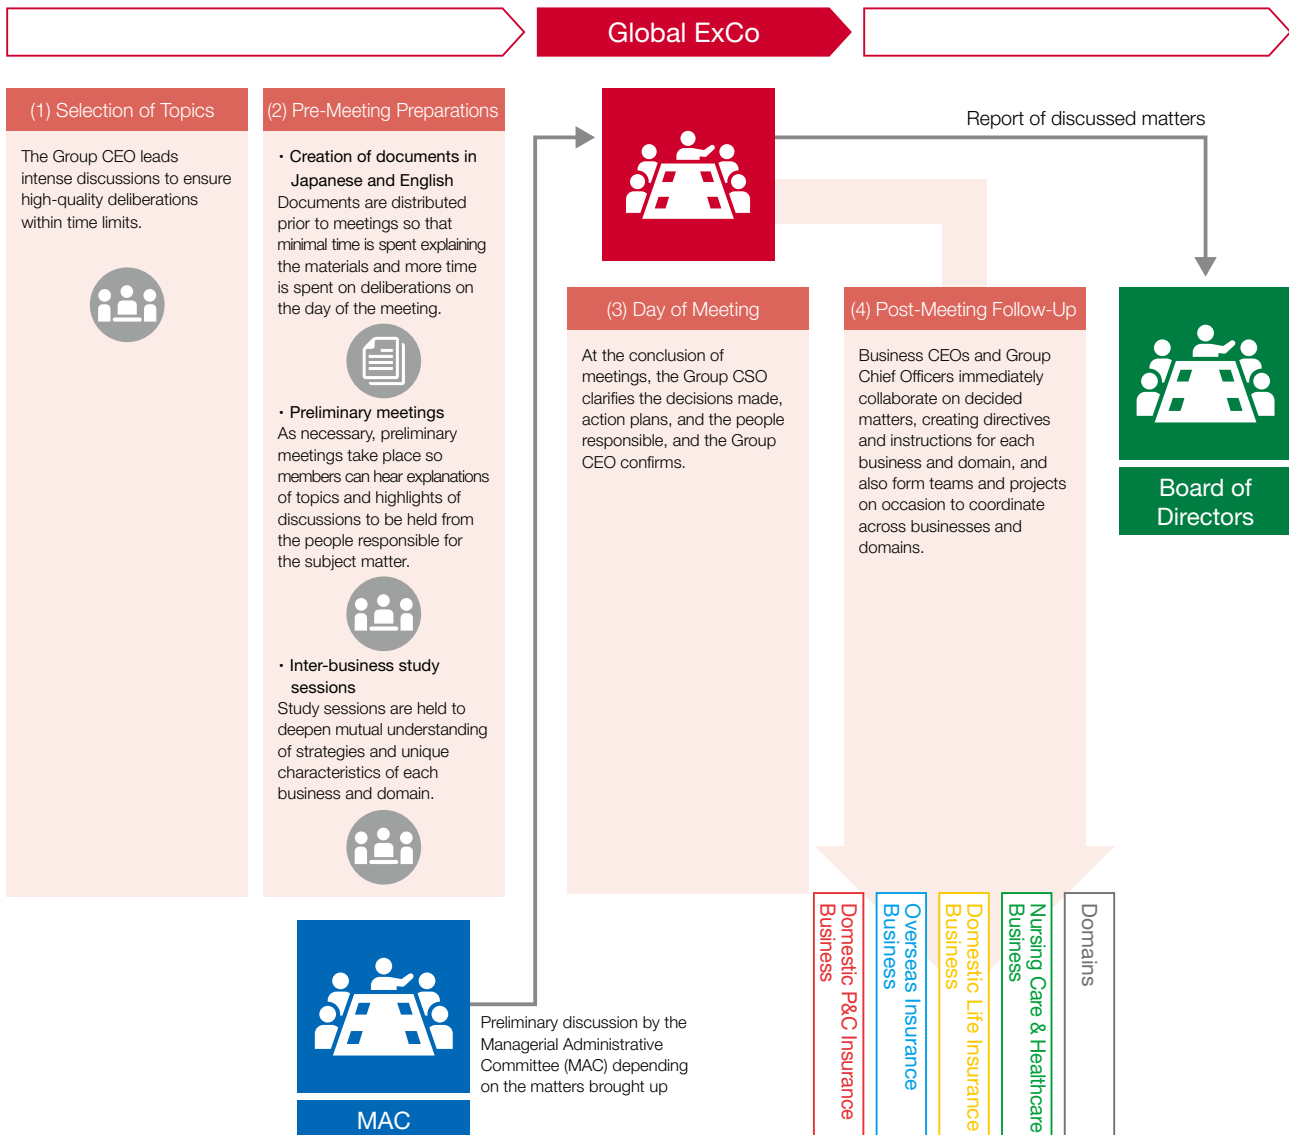 Global ExCo
(1) Selection of Topics
The Group CEO leads
intense discussions to ensure
high-quality deliberations
within time limits.
(2) Pre-Meeting Preparations
・Creation of documents in
Japanese and English
Documents are distributed
prior to meetings so that
minimal time is spent explaining
the materials and more time
is spent on deliberations on
the day of the meeting.
・Preliminary meetings
As necessary, preliminary
meetings take place so
members can hear explanations
of topics and highlights of
discussions to be held from
the people responsible for
the subject matter.
・Inter-business study
sessions
Study sessions are held to
deepen mutual understanding
of strategies and unique
characteristics of each
business and domain.
MAC
Preliminary discussion by the
Managerial Administrative
Committee (MAC) depending
on the matters brought up
(3) Day of Meeting
At the conclusion of
meetings, the Group CSO
clarifies the decisions made,
action plans, and the people
responsible, and the Group
CEO confirms.
(4) Post-Meeting Follow-Up
Business CEOs and Group
Chief Officers immediately
collaborate on decided
matters, creating directives
and instructions for each
business and domain, and
also form teams and projects
on occasion to coordinate
across businesses and
domains.
Report of discussed matters
Board of
Directors
Domestic P&C Insurance
Business
Overseas Insurance
Business
Domestic Life Insurance
Business
Nursing Care & Healthcare
Business
Domains